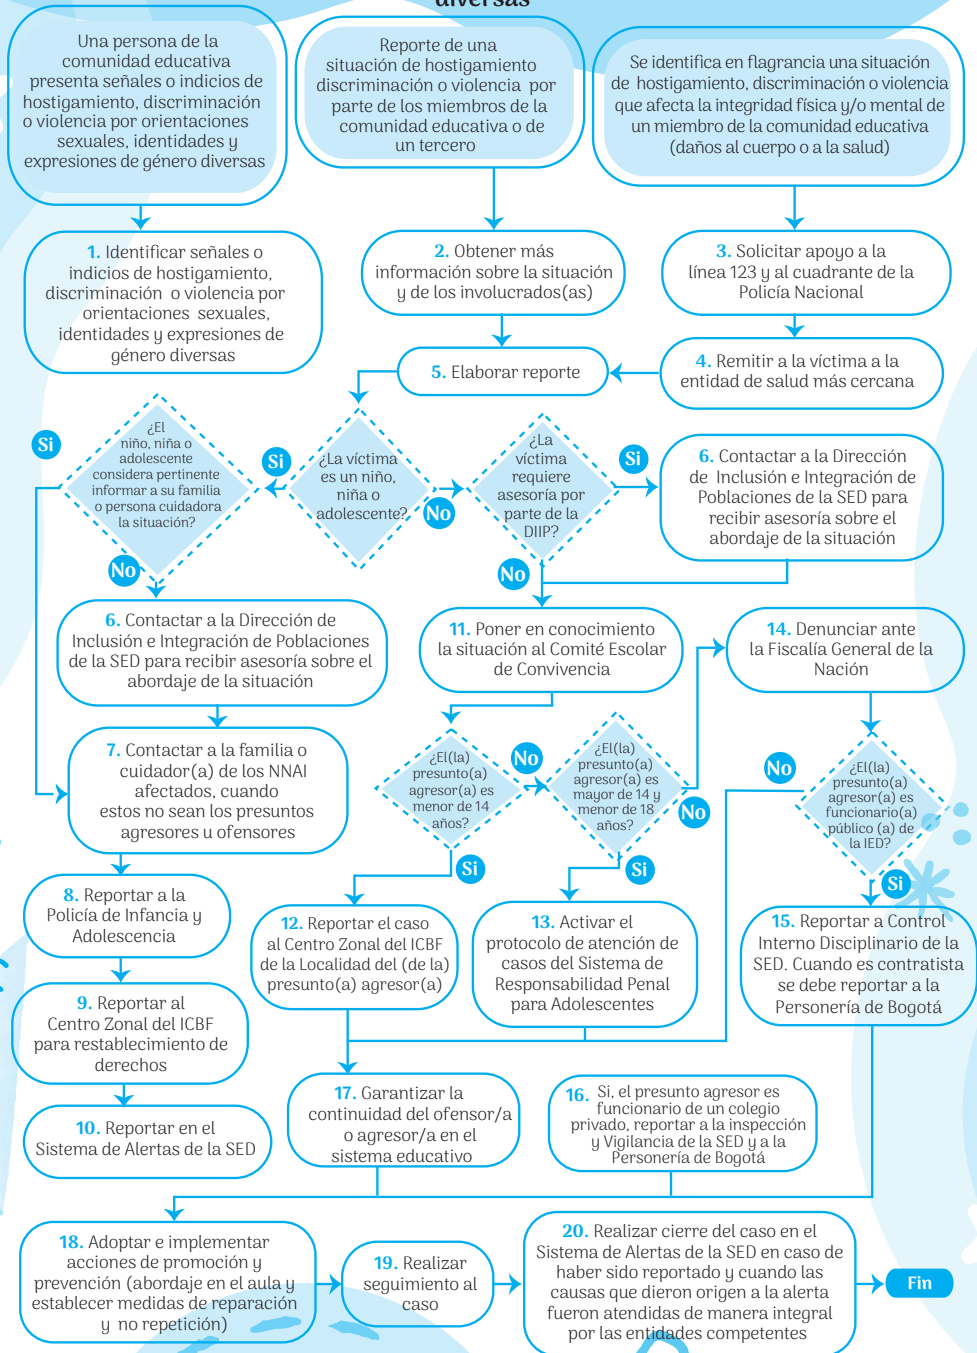 diversas
Una persona de la
comunidad educativa
presenta señales o indicios de
hostigamiento, discriminación
o violencia por orientaciones
sexuales, identidades y
expresiones de género diversas
Reporte de una
situación de hostigamiento
discriminación o violencia por
parte de los miembros de la
comunidad educativa o de
un tercero
Se identifica en flagrancia una situación
de hostigamiento, discriminación o violencia
que afecta la integridad física y/o mental de
un miembro de la comunidad educativa
(daños al cuerpo o a la salud)
1. Identificar señales o
indicios de hostigamiento,
discriminación o violencia por
orientaciones sexuales,
identidades y expresiones de
género diversas
2. Obtener más
información sobre la situación
y de los involucrados(as)
3. Solicitar apoyo a la
línea 123 y al cuadrante de la
Policía Nacional
4. Remitir a la víctima a la
entidad de salud más cercana
5. Elaborar reporte
Si
¿El
niño, niña o
adolescente
considera pertinente
informar a su familia
o persona cuidadora
la situación?
No
Si
¿La víctima
es un niño,
niña o
adolescente?
No
¿La
víctima
requiere
asesoría por
parte de la
DIIP?
Si
No
6. Contactar a la Dirección
de Inclusión e Integración de
Poblaciones de la SED para
recibir asesoría sobre el
abordaje de la situación
6. Contactar a la Dirección de
Inclusión e Integración de Poblaciones
de la SED para recibir asesoría sobre el
abordaje de la situación
11. Poner en conocimiento
la situación al Comité Escolar
de Convivencia
14. Denunciar ante
la Fiscalía General de la
Nación
7. Contactar a la familia o
cuidador(a) de los NNAI
afectados, cuando
estos no sean los presuntos
agresores u ofensores
¿El(la)
presunto(a)
agresor(a) es
menor de 14
años?
No
Si
¿El(la)
presunto(a)
agresor(a) es
mayor de 14 y
menor de 18
años?
No
Si
No
¿El(la)
presunto(a)
agresor(a) es
funcionario(a)
público (a) de
la IED?
Si
8. Reportar a la
Policía de Infancia y
Adolescencia
12. Reportar el caso
al Centro Zonal del ICBF
de la Localidad del (de la)
presunto(a) agresor(a)
13. Activar el
protocolo de atención de
casos del Sistema de
Responsabilidad Penal
para Adolescentes
15. Reportar a Control
Interno Disciplinario de la
SED. Cuando es contratista
se debe reportar a la
Personería de Bogotá
9. Reportar al
Centro Zonal del ICBF
para restablecimiento de
derechos
10. Reportar en el
Sistema de Alertas de la SED
17. Garantizar la
continuidad del ofensor/a
o agresor/a en el
sistema educativo
16. Si, el presunto agresor es
funcionario de un colegio
privado, reportar a la inspección
y Vigilancia de la SED y a la
Personería de Bogotá
18. Adoptar e implementar
acciones de promoción y
prevención (abordaje en el aula y
establecer medidas de reparación
y no repetición)
19. Realizar
seguimiento al
caso
20. Realizar cierre del caso en el
Sistema de Alertas de la SED en caso de
haber sido reportado y cuando las
causas que dieron origen a la alerta
fueron atendidas de manera integral
por las entidades competentes
Fin